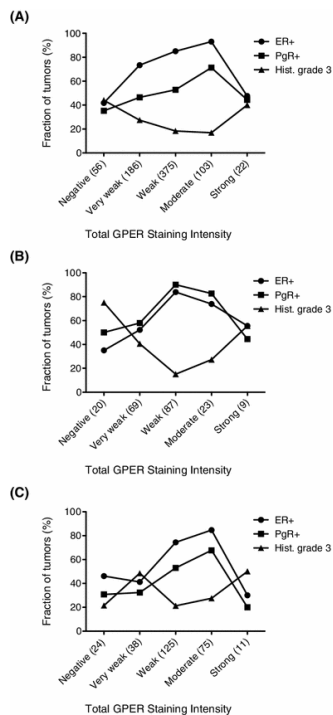 (A)
100
80
60
40
20
0
Fraction of tumors (%)
ER+
PgR+
Hist. grade 3
Negative (56)
Very weak (186)
Weak (375)
Moderate (103)
Strong (22)
Total GPER Staining Intensity
(B)
100
80
60
40
20
0
Fraction of tumors (%)
ER+
PgR+
Hist. grade 3
Negative (20)
Very weak (69)
Weak (87)
Moderate (23)
Strong (9)
Total GPER Staining Intensity
(C)
100
80
60
40
20
0
Fraction of tumors (%)
ER+
PgR+
Hist. grade 3
Negative (24)
Very weak (38)
Weak (125)
Moderate (75)
Strong (11)
Total GPER Staining Intensity